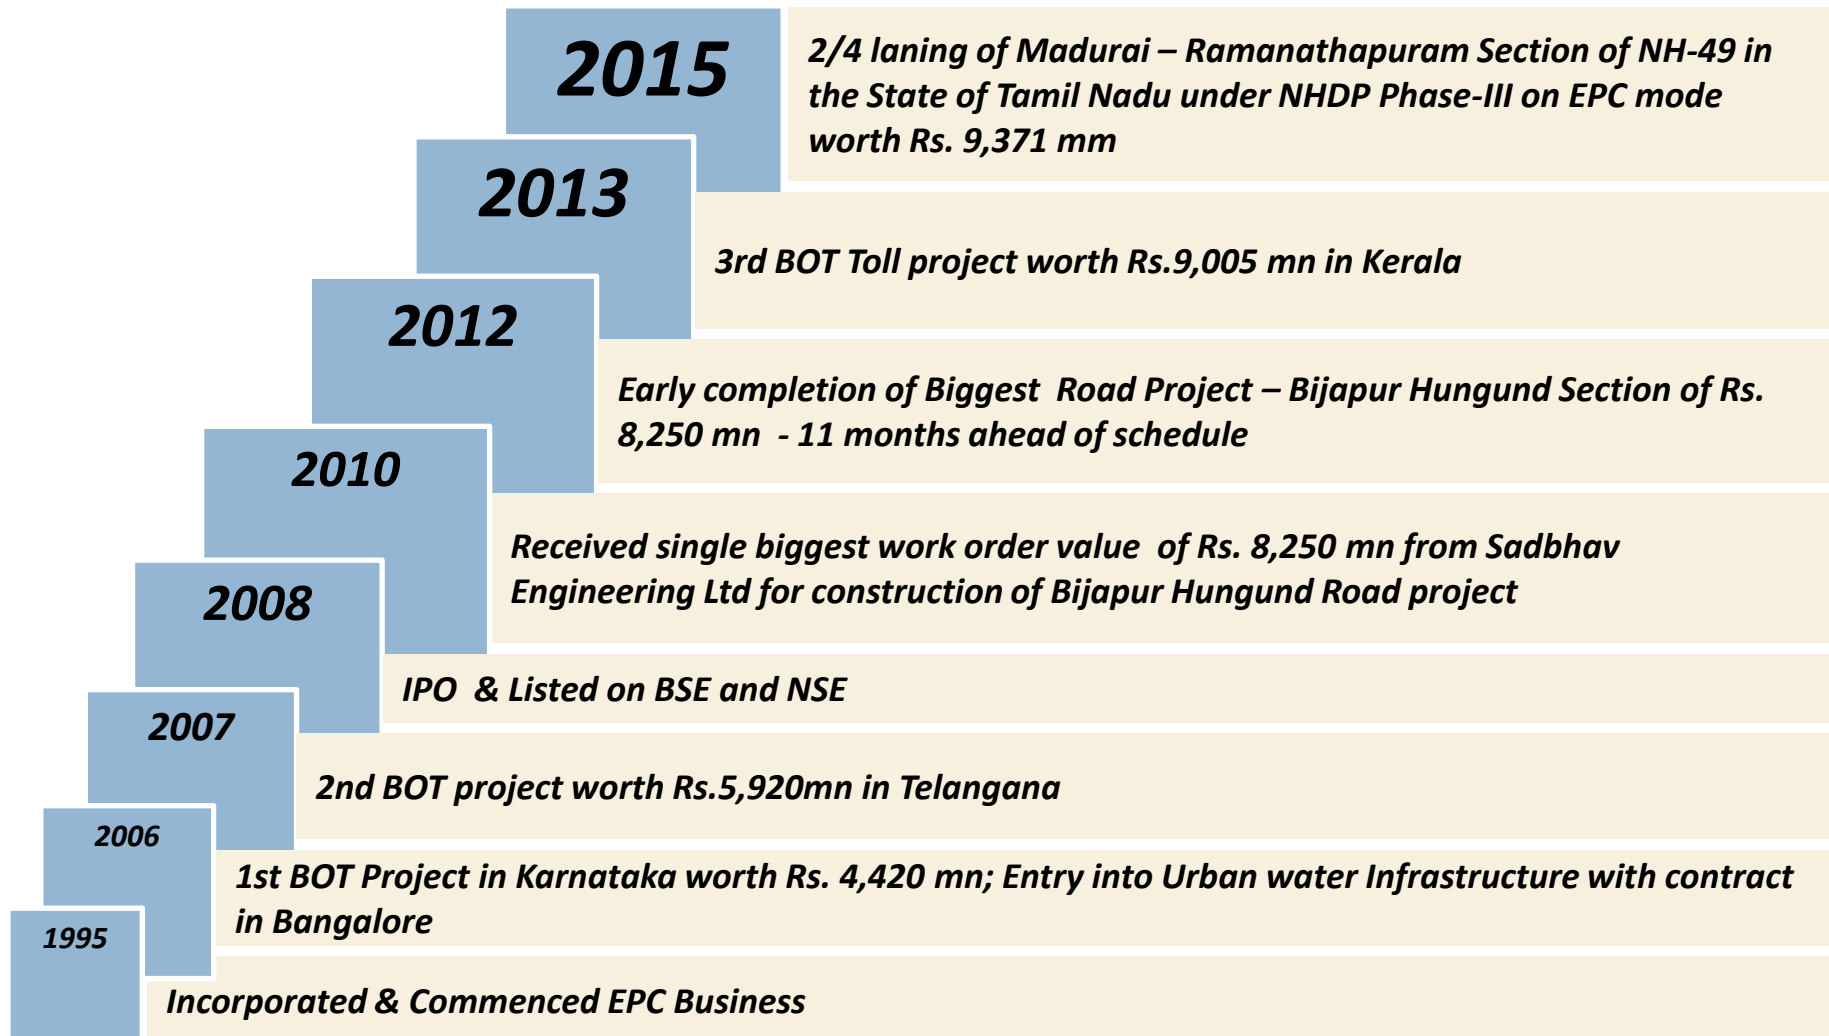 2015
2/4 laning of Madurai – Ramanathapuram Section of NH-49 in
the State of Tamil Nadu under NHDP Phase-III on EPC mode
worth Rs. 9,371 mm
2013
3rd BOT Toll project worth Rs.9,005 mn in Kerala
2012
Early completion of Biggest Road Project – Bijapur Hungund Section of Rs.
8,250 mn - 11 months ahead of schedule
2010
Received single biggest work order value of Rs. 8,250 mn from Sadbhav
Engineering Ltd for construction of Bijapur Hungund Road project
2008
IPO & Listed on BSE and NSE
2007
2nd BOT project worth Rs.5,920mn in Telangana
2006
1st BOT Project in Karnataka worth Rs. 4,420 mn; Entry into Urban water Infrastructure with contract
in Bangalore
1995
Incorporated & Commenced EPC Business